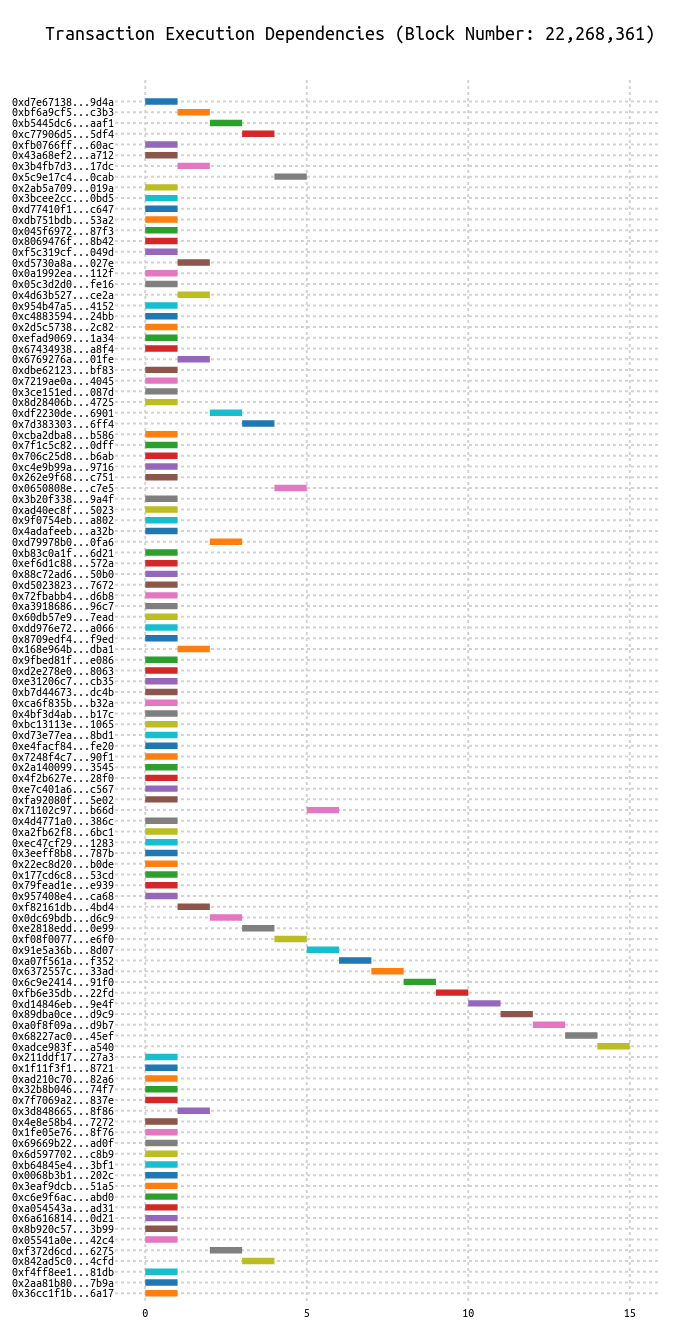 Transaction Execution Dependencies (Block Number: 22,268,361)
0xd7e67138...9d4a
0xbf6a9cf5...c3b3
0xb5445dc6...aaf1
0xc77906d5...5df4
0xfb0766ff...60ac
0x43a68ef2...a712
0x3b4fb7d3...17dc
0x5c9e17c4...0cab
0x2ab5a709...019a
0x3bcee2cc...0bd5
0xd77410f1...c647
0xdb751bdb...53a2
0x045f6972...87f3
0x8069476f...8b42
0xf5c319cf...049d
0xd5730a8a...027e
0x0a1992ea...112f
0x05c3d2d0...fe16
0x4d63b527...ce2a
0x954b47a5...4152
0xc4883594...24bb
0x2d5c5738...2c82
0xefad9069...1a34
0x67434938...a8f4
0x6769276a...01fe
0xdbe62123...bf83
0x7219ae0a...4045
0x3ce151ed...087d
0x8d28406b...4725
0xdf2230de...6901
0x7d383303...6ff4
0xcba2dba8...b586
0x7f1c5c82...0dff
0x706c25d8...b6ab
0xc4e9b99a...9716
0x262e9f68...c751
0x0650808e...c7e5
0x3b20f338...9a4f
0xad40ec8f...5023
0x9f0754eb...a802
0x4adafeeb...a32b
0xd79978b0...0fa6
0xb83c0a1f...6d21
0xef6d1c88...572a
0x88c72ad6...50b0
0xd5023823...7672
0x72fbabb4...d6b8
0xa3918686...96c7
0x60db57e9...7ead
0xdd976e72...a066
0x8709edf4...f9ed
0x168e964b...dba1
0x9fbed81f...e086
0xd2e278e0...8063
0xe31206c7...cb35
0xb7d44673...dc4b
0xca6f835b...b32a
0x4bf3d4ab...b17c
0xbc13113e...1065
0xd73e77ea...8bd1
0xe4facf84...fe20
0x7248f4c7...90f1
0x2a140099...3545
0x4f2b627e...28f0
0xe7c401a6...c567
0xfa92080f...5e02
0x71102c97...b66d
0x4d4771a0...386c
0xa2fb62f8...6bc1
0xec47cf29...1283
0x3eeff8b8...787b
0x22ec8d20...b0de
0x177cd6c8...53cd
0x79fead1e...e939
0x957408e4...ca68
0xf82161db...4bd4
0x0dc69bdb...d6c9
0xe2818edd...0e99
0xf08f0077...e6f0
0x91e5a36b...8d07
0xa07f561a...f352
0x6372557c...33ad
0x6c9e2414...91f0
0xfb6e35db...22fd
0xd14846eb...9e4f
0x89dba0ce...d9c9
0xa0f8f09a...d9b7
0x68227ac0...45ef
0xadce983f...a540
0x211ddf17...27a3
0x1f11f3f1...8721
0xad210c70...82a6
0x32b8b046...74f7
0x7f7069a2...837e
0x3d848665...8f86
0x4e8e58b4...7272
0x1fe05e76...8f76
0x69669b22...ad0f
0x6d597702...c8b9
0xb64845e4...3bf1
0x0068b3b1...202c
0x3eaf9dcb...51a5
0xc6e9f6ac...abd0
0xa054543a...ad31
0x6a616814...0d21
0x8b920c57...3b99
0x05541a0e...42c4
0xf372d6cd...6275
0x842ad5c0...4cfd
0xf4ff8ee1...81db
0x2aa81b80...7b9a
0x36cc1f1b...6a17
0 5 10 15